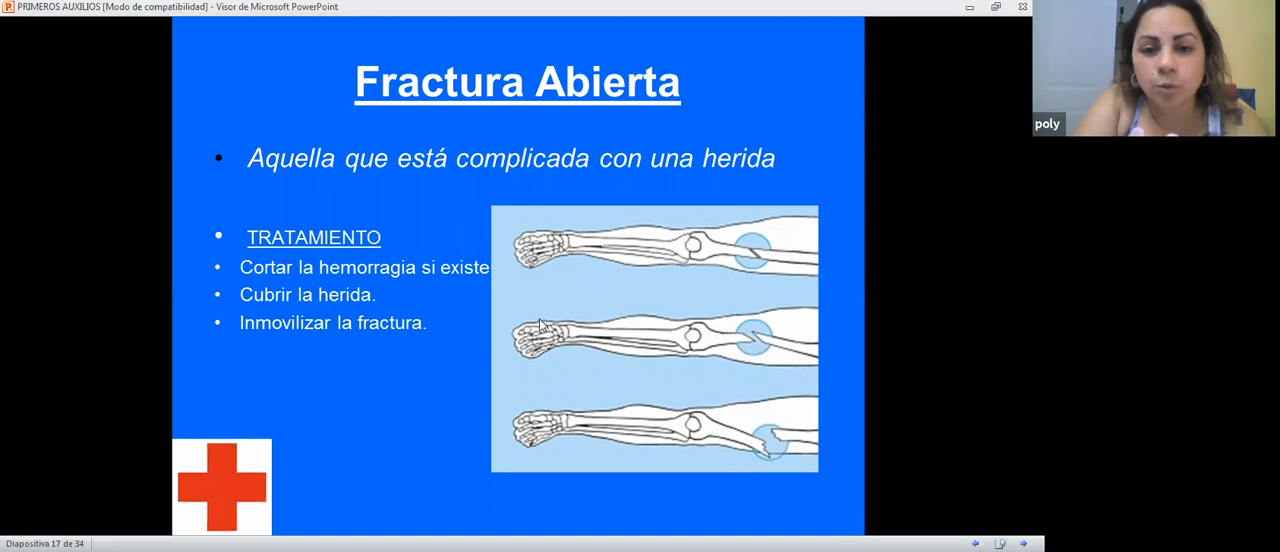 PRIMEROS AUXILIOS [Modo de compatibilidad] - Visor de Microsoft PowerPoint
poly
Fractura Abierta
• Aquella que está complicada con una herida
• TRATAMIENTO
• Cortar la hemorragia si existe
• Cubrir la herida.
• Inmovilizar la fractura.
Diapositiva 17 de 34